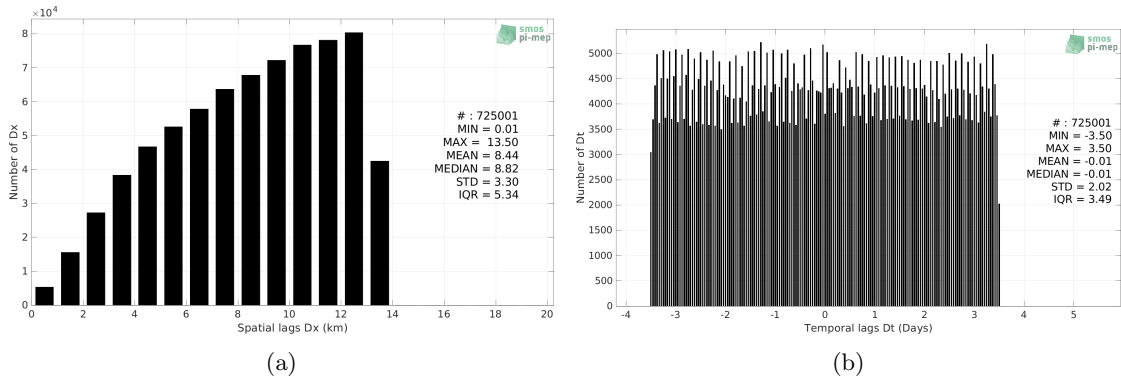 ×10⁴
8
7
6
5
4
3
2
1
0
Number of Dx
0 2 4 6 8 10 12 14 16 18 20
Spatial lags Dx (km)
smos
pi-mep
# : 725001
MIN = 0.01
MAX = 13.50
MEAN = 8.44
MEDIAN = 8.82
STD = 3.30
IQR = 5.34
(a)
5000
4500
4000
3500
3000
2500
2000
1500
1000
500
0
Number of Dt
-4 -3 -2 -1 0 1 2 3 4 5
Temporal lags Dt (Days)
smos
pi-mep
# : 725001
MIN = -3.50
MAX = 3.50
MEAN = -0.01
MEDIAN = -0.01
STD = 2.02
IQR = 3.49
(b)